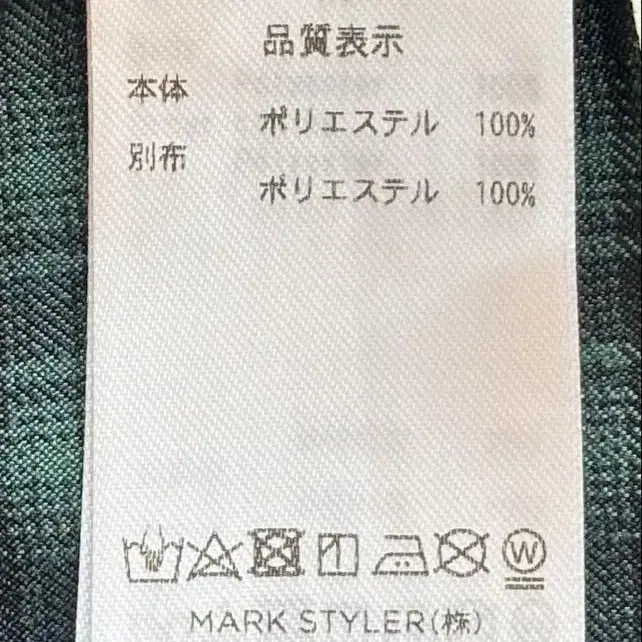 品質表示
本体
ポリエステル 100%
別布
ポリエステル 100%
W
MARK STYLER(株)